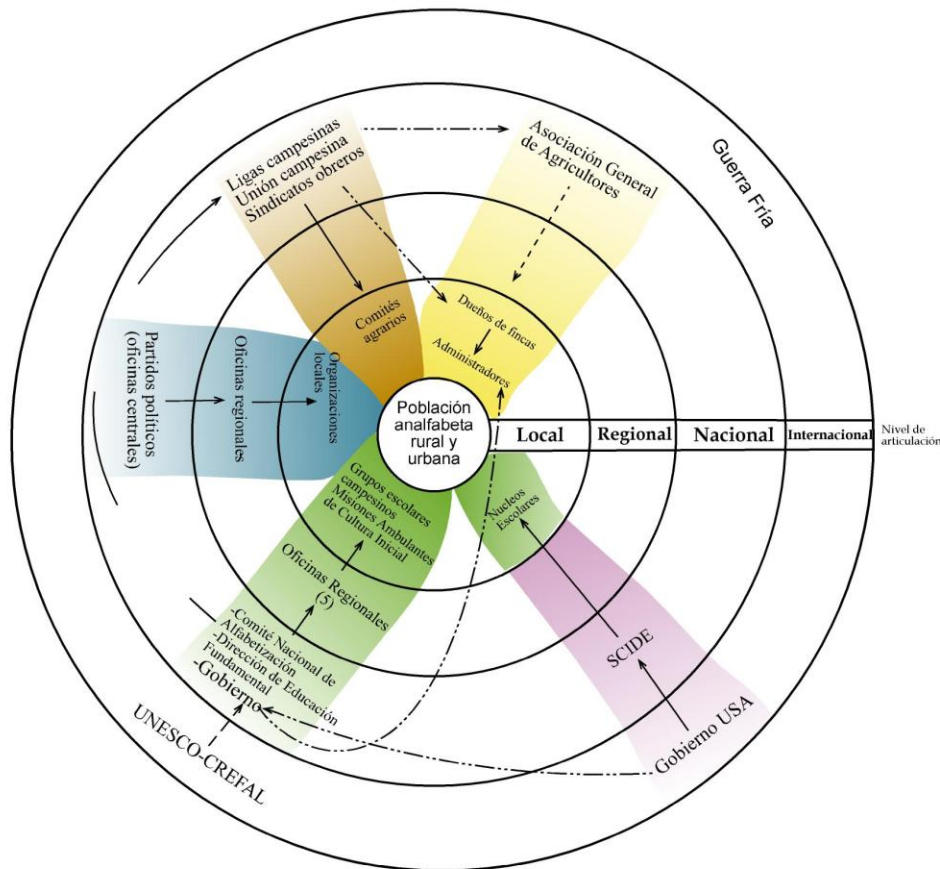 Guerra Fría
Ligas campesinas
Unión campesina
Sindicatos obreros
Asociación General
de Agricultores
Comités
agrarios
Dueños de fincas
Administradores
Partidos políticos
(oficinas centrales)
Oficinas regionales
Organizaciones
locales
Población
analfabeta
rural y
urbana
Local
Regional
Nacional
Internacional
Nivel de
articulación
Grupos escolares
campesinos
Misiones Ambulantes
de Cultura Inicial
Nucleos
Escolares
Oficinas Regionales
(5)
-Comité Nacional de
Alfabetización
-Dirección de Educación
Fundamental
-Gobierno
SCIDE
Gobierno USA
UNESCO-CREFAL